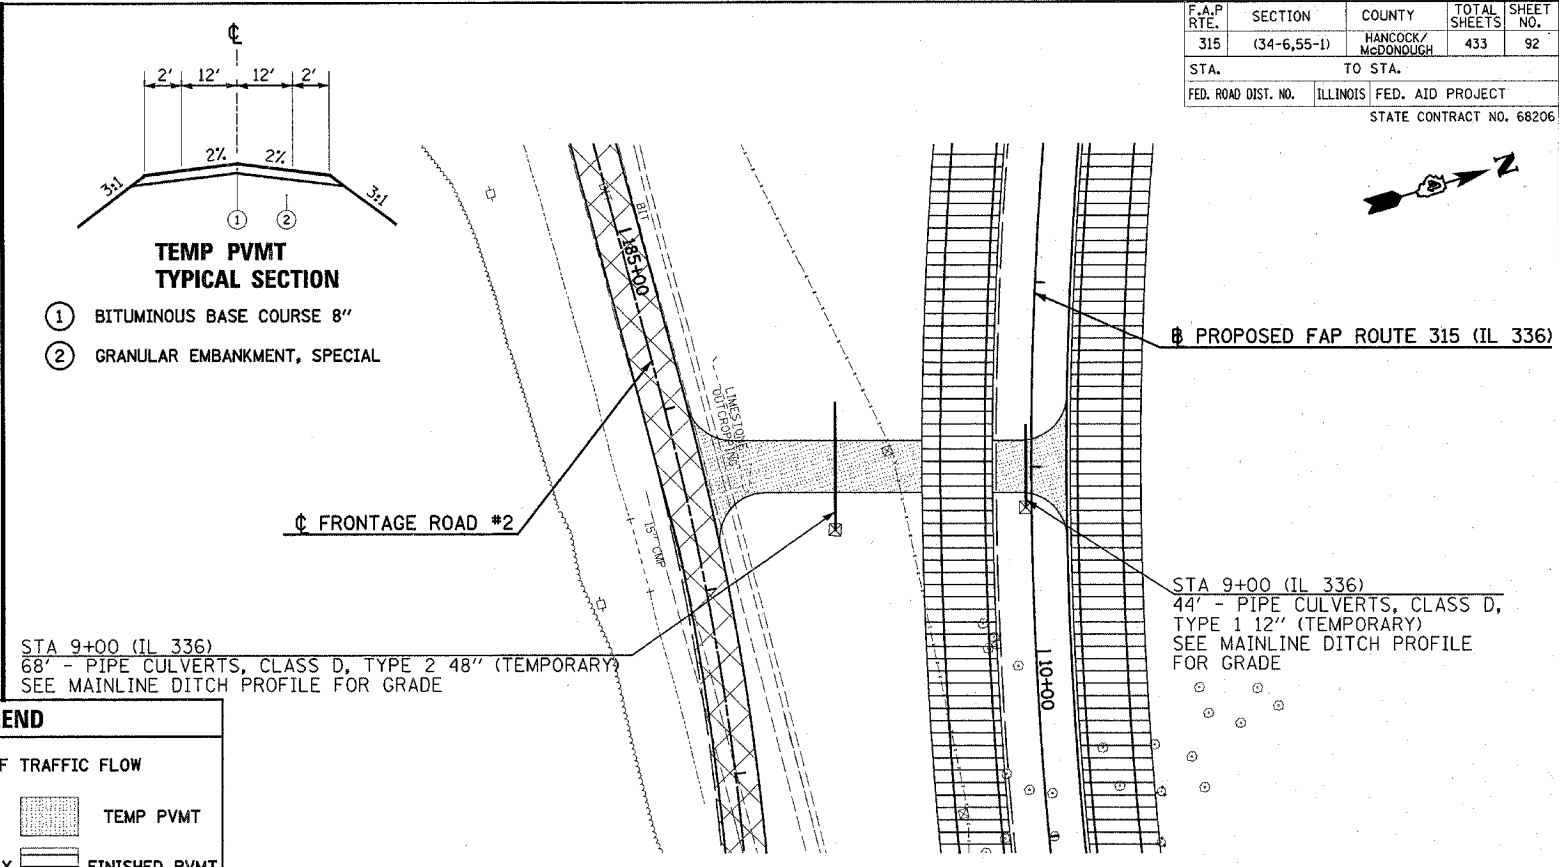 F.A.P. RTE.
SECTION
COUNTY
TOTAL SHEETS
SHEET NO.
315
(34-6,55-1)
HANCOCK/ McDONOUGH
433
92
STA.
TO STA.
FED. ROAD DIST. NO.
ILLINOIS
FED. AID PROJECT
STATE CONTRACT NO. 68206
℄
2' 12' 12' 2'
2% 2%
3:1 3:1
1 2
TEMP PVMT
TYPICAL SECTION
1 BITUMINOUS BASE COURSE 8"
2 GRANULAR EMBANKMENT, SPECIAL
N
BIT
185+00
LIMESTONE
OUTCROPPING
15" CMP
℄ FRONTAGE ROAD #2
PROPOSED FAP ROUTE 315 (IL 336)
STA 9+00 (IL 336)
68' - PIPE CULVERTS, CLASS D, TYPE 2 48" (TEMPORARY)
SEE MAINLINE DITCH PROFILE FOR GRADE
STA 9+00 (IL 336)
44' - PIPE CULVERTS, CLASS D,
TYPE 1 12" (TEMPORARY)
SEE MAINLINE DITCH PROFILE
FOR GRADE
10+00
END
F TRAFFIC FLOW
TEMP PVMT
FINISHED PVMT